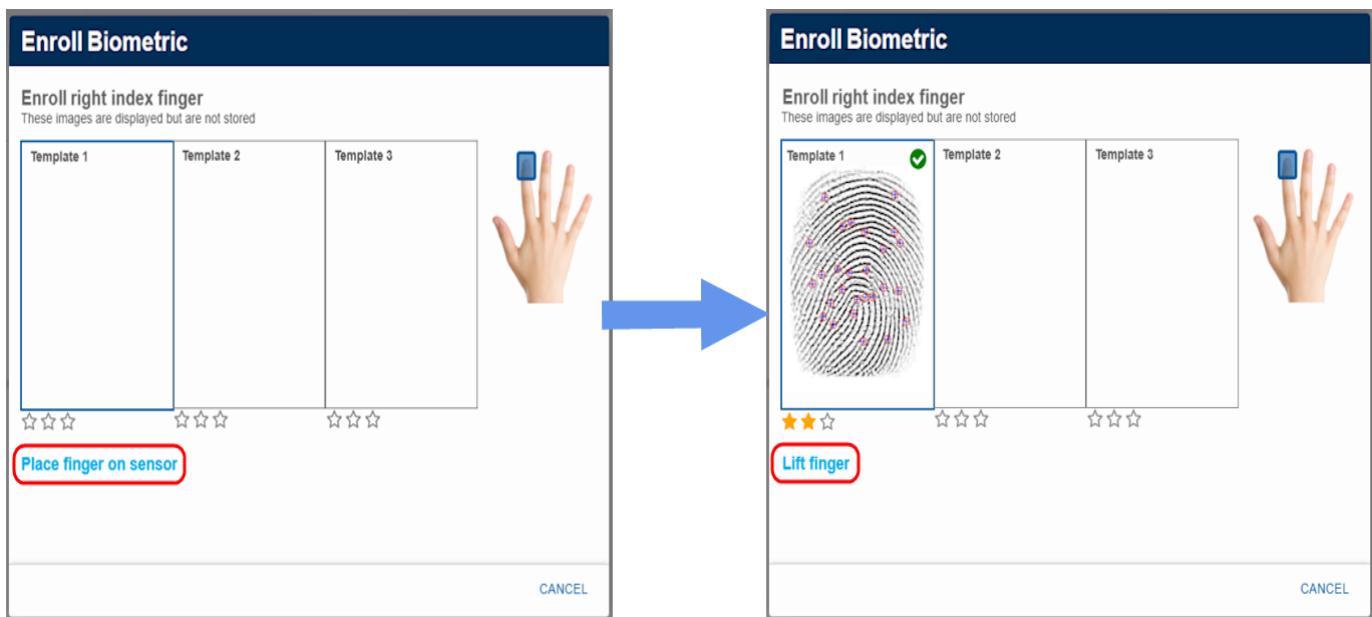 Enroll Biometric
Enroll right index finger
These images are displayed but are not stored
Template 1
Template 2
Template 3
Place finger on sensor
CANCEL
Enroll Biometric
Enroll right index finger
These images are displayed but are not stored
Template 1
Template 2
Template 3
Lift finger
CANCEL